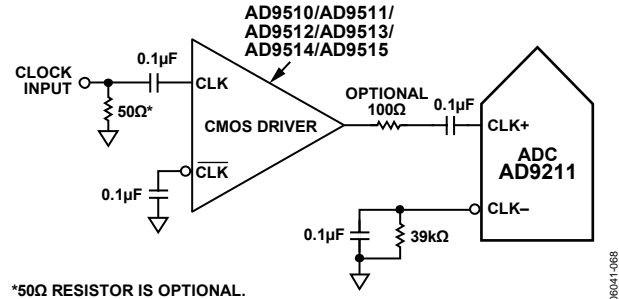 AD9510/AD9511/
AD9512/AD9513/
AD9514/AD9515
0.1µF
CLOCK
INPUT
CLK
50Ω*
CMOS DRIVER
CLK
0.1µF
OPTIONAL
100Ω
0.1µF
CLK+
ADC
AD9211
CLK–
0.1µF
39kΩ
*50Ω RESISTOR IS OPTIONAL.
06041-068